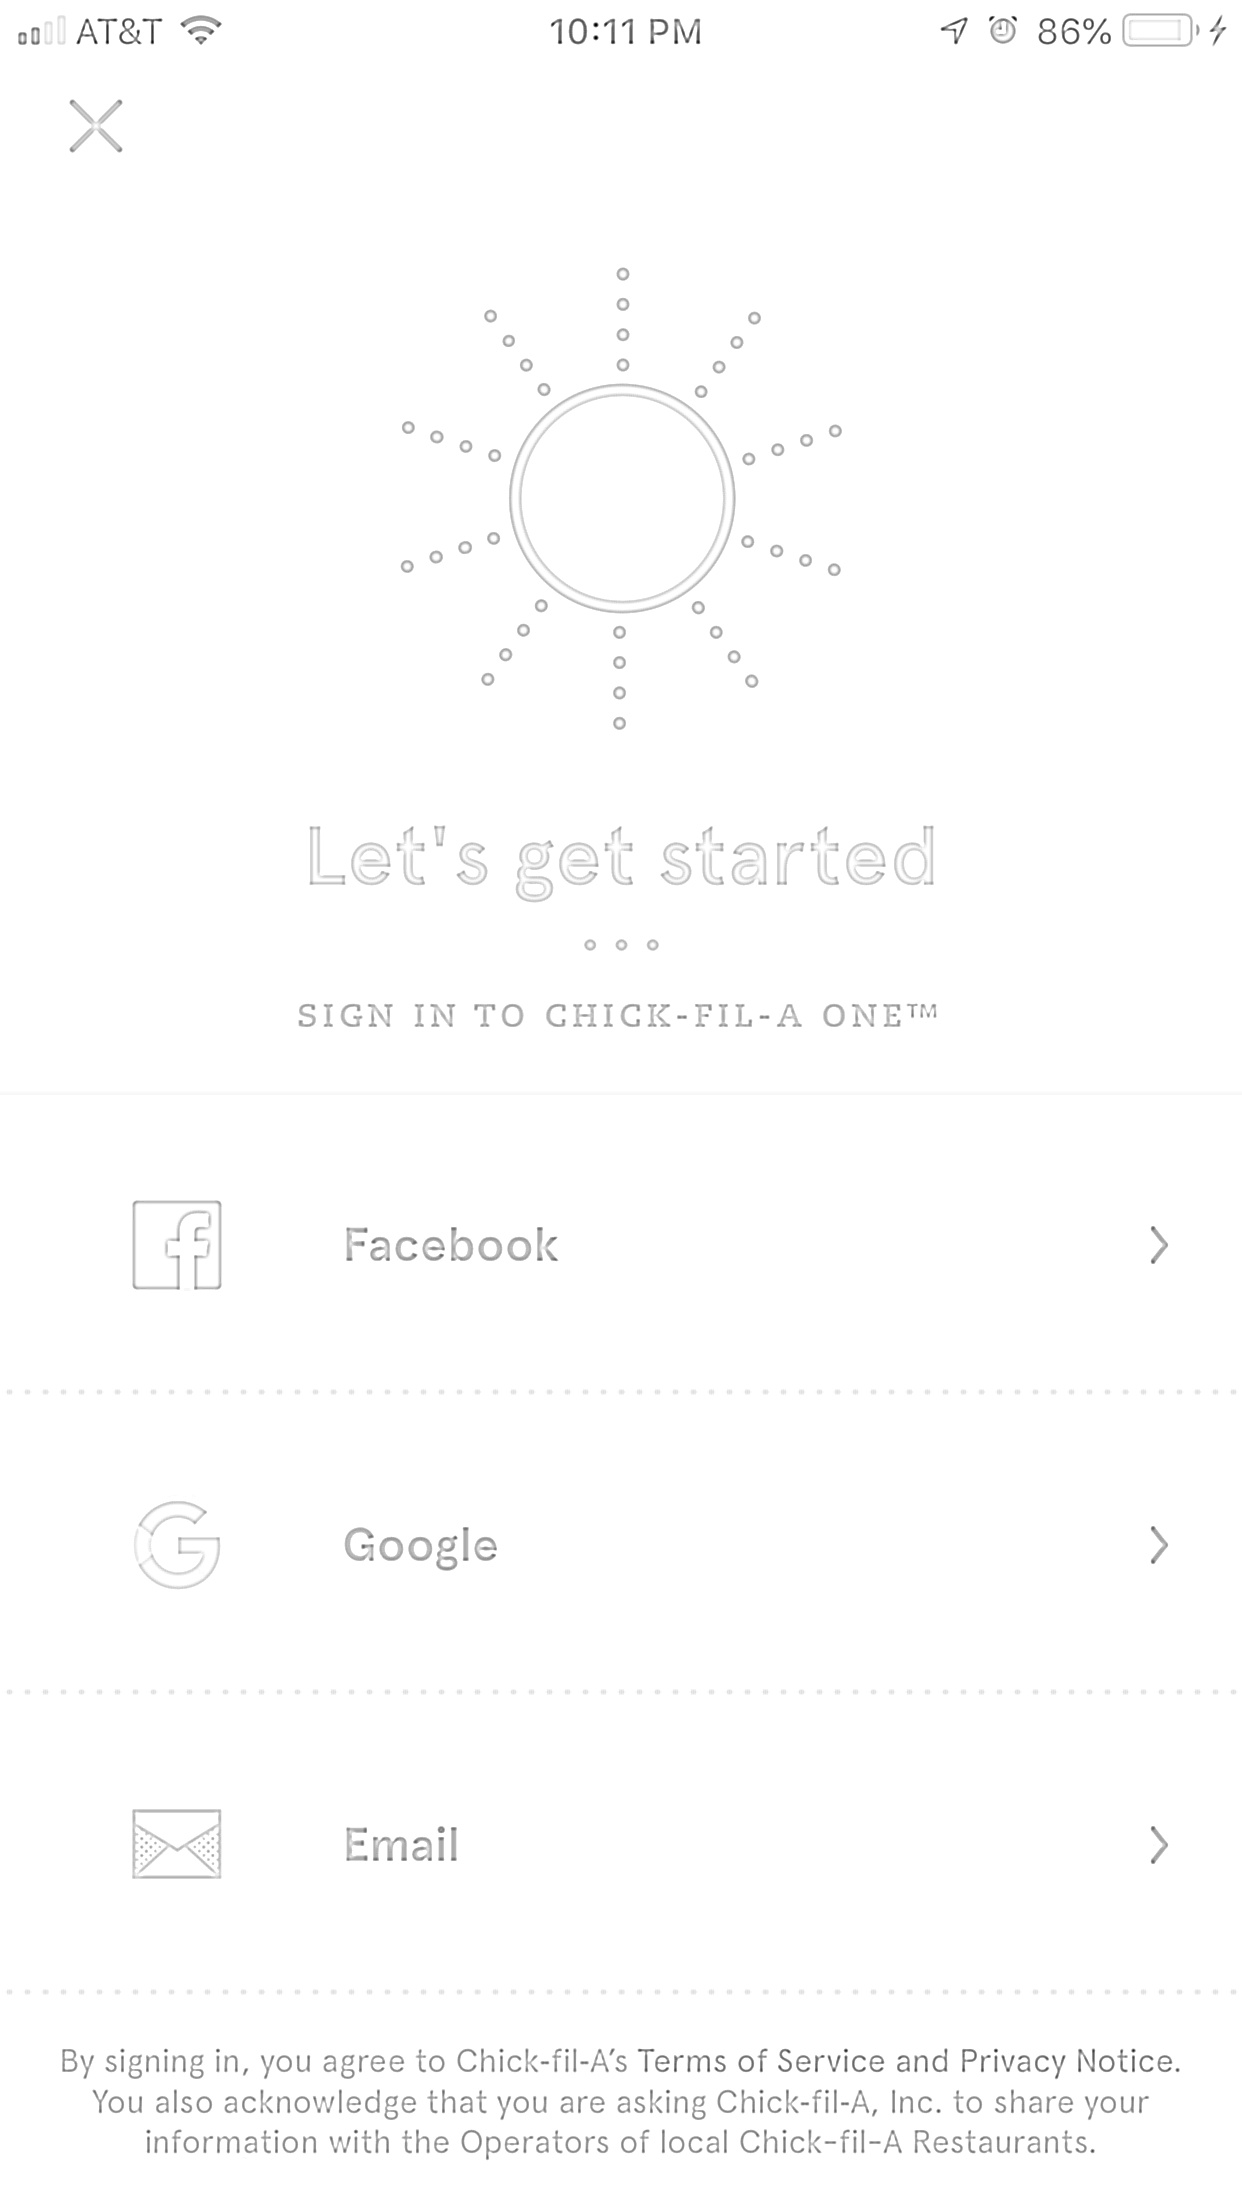 AT&T 10:11 PM 86%
Let's get started
SIGN IN TO CHICK-FIL-A ONE™
Facebook
Google
Email
By signing in, you agree to Chick-fil-A’s Terms of Service and Privacy Notice.
You also acknowledge that you are asking Chick-fil-A, Inc. to share your
information with the Operators of local Chick-fil-A Restaurants.